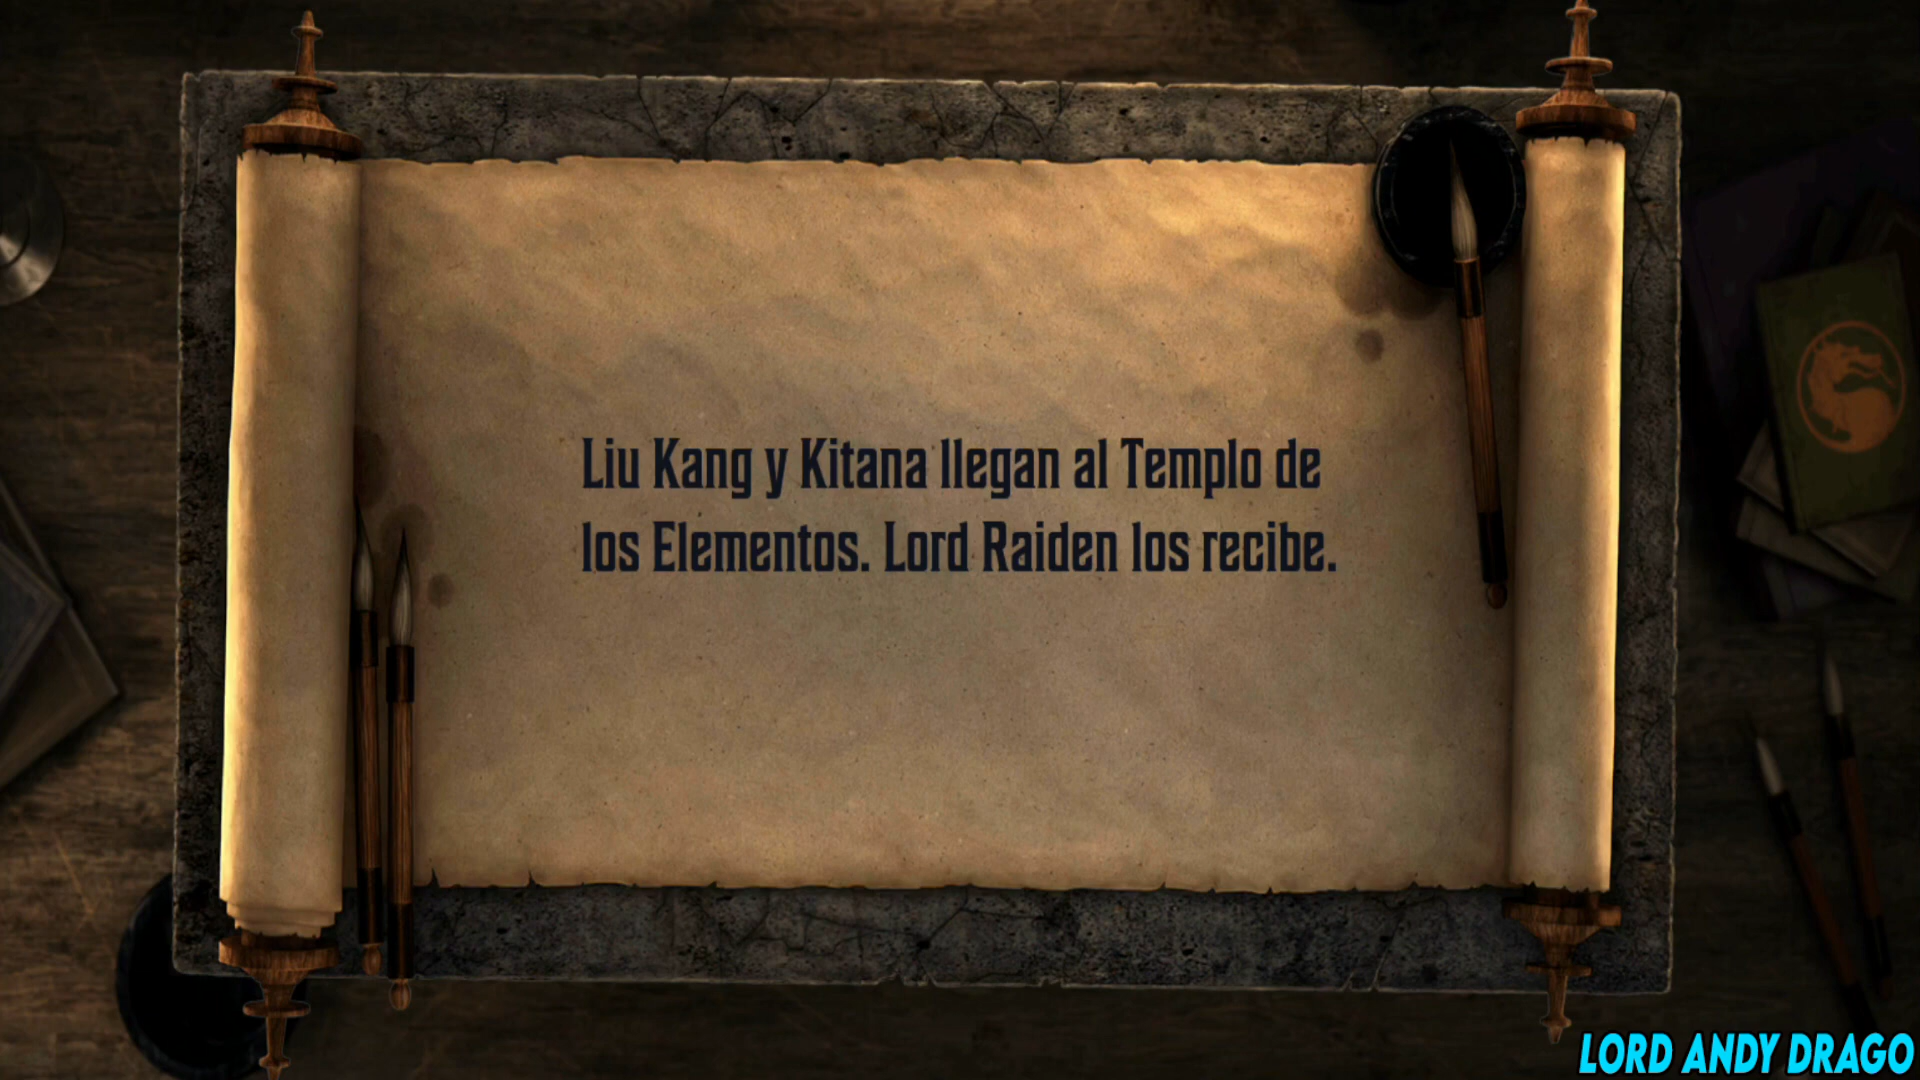 Liu Kang y Kitana llegan al Templo de
los Elementos. Lord Raiden los recibe.
LORD ANDY DRAGO